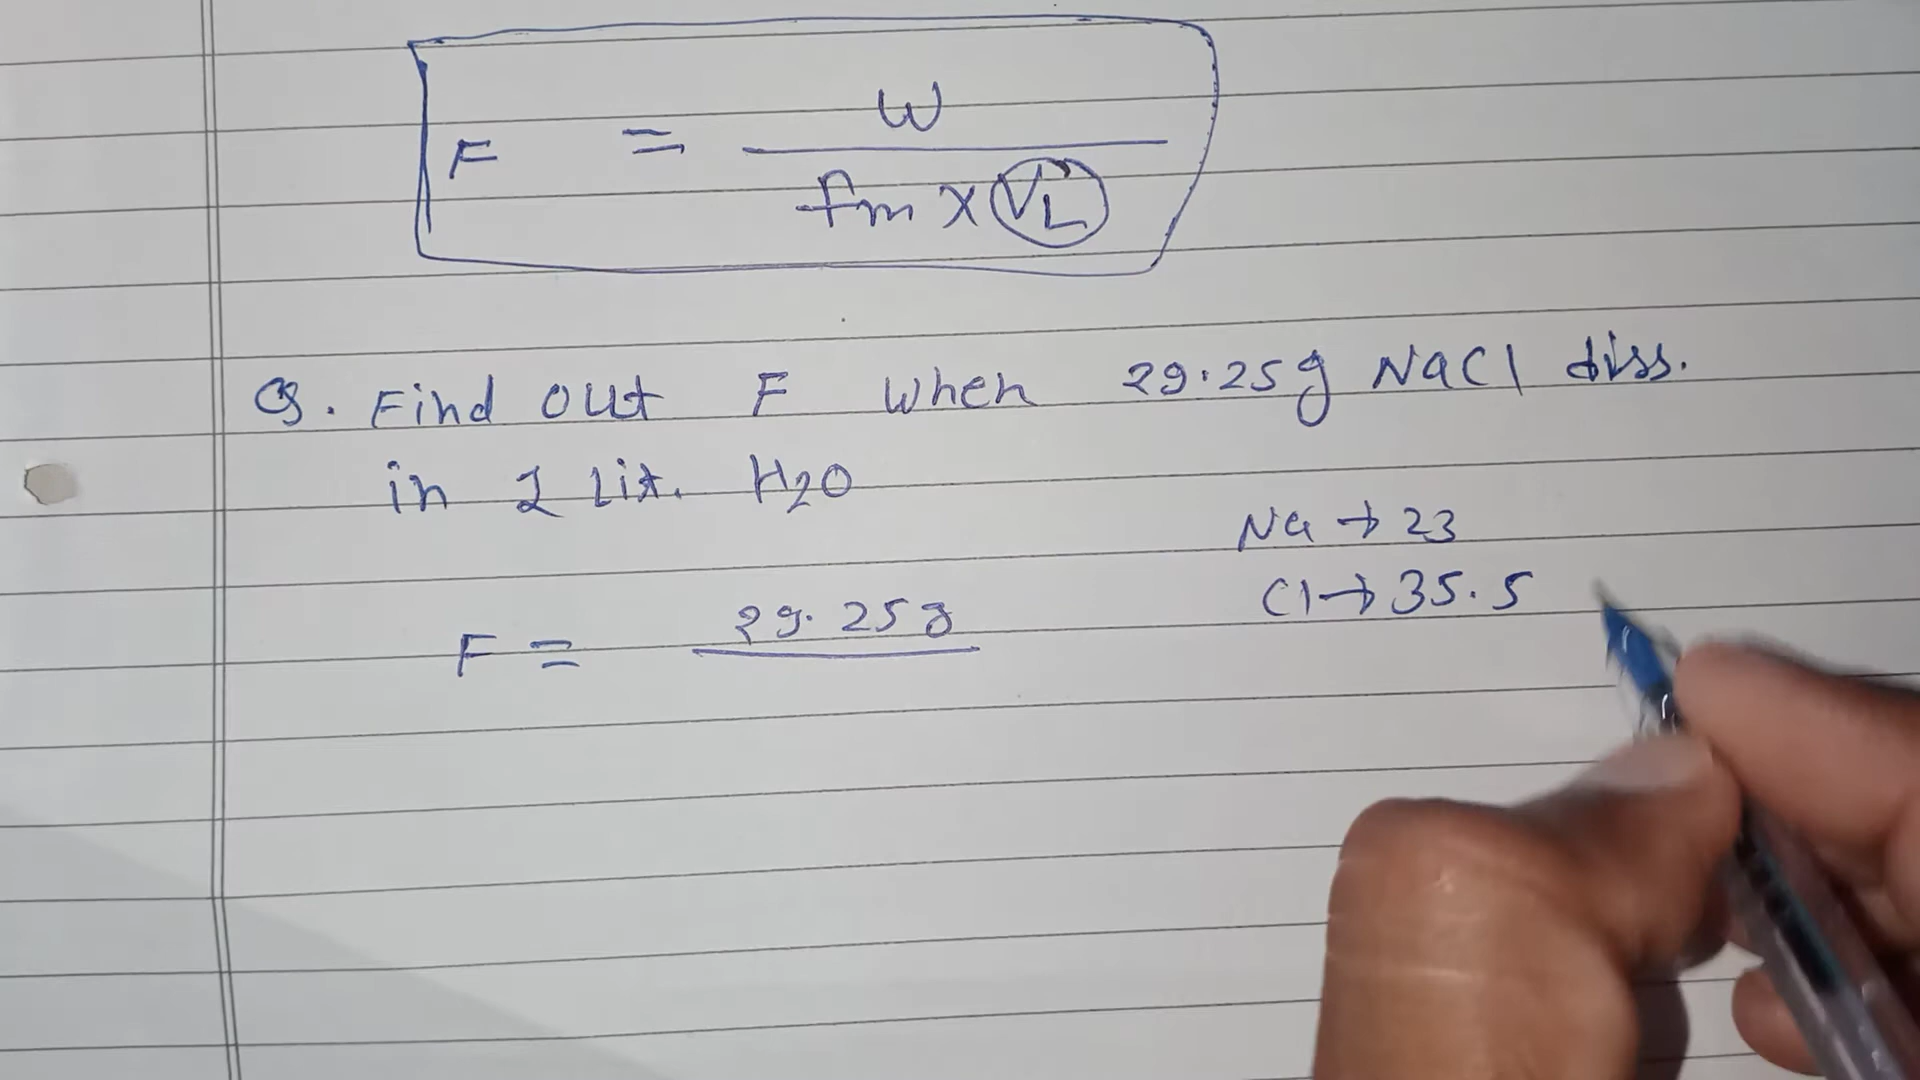 F = w / fm x VL
Q. Find out F when 29.25g NaCl diss.
in 1 Lit. H2O
Na → 23
Cl → 35.5
F = 29.25g